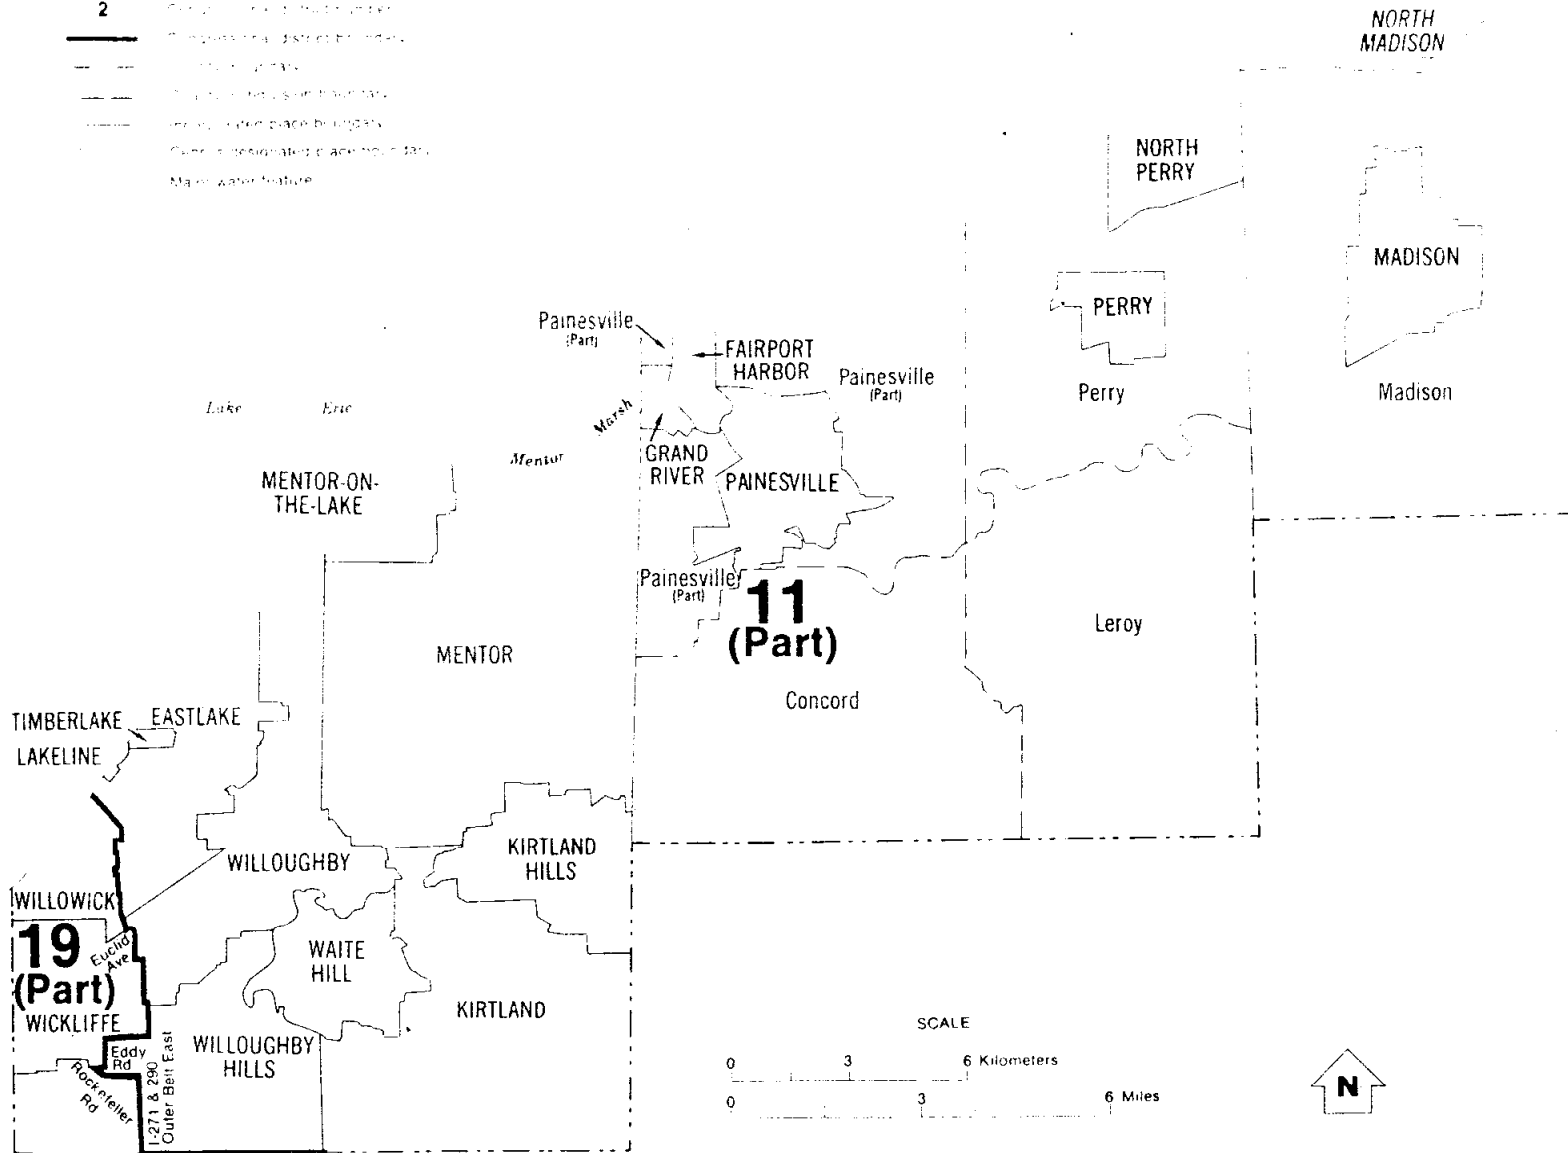 2
Major water feature
NORTH
MADISON
NORTH
PERRY
MADISON
PERRY
Painesville
(Part)
FAIRPORT
HARBOR
Painesville
(Part)
Perry
Madison
Lake Erie
Mentor Marsh
GRAND
RIVER
PAINESVILLE
MENTOR-ON-
THE-LAKE
Painesville
(Part)
11
(Part)
Leroy
MENTOR
Concord
TIMBERLAKE
EASTLAKE
LAKELINE
WILLOUGHBY
KIRTLAND
HILLS
WILLOWICK
19
(Part)
Euclid
Ave
WAITE
HILL
WICKLIFFE
KIRTLAND
WILLOUGHBY
HILLS
Eddy
Rd
Rockefeller
Rd
I-271 & 290
Outer Belt East
SCALE
0 3 6 Kilometers
0 3 6 Miles
N